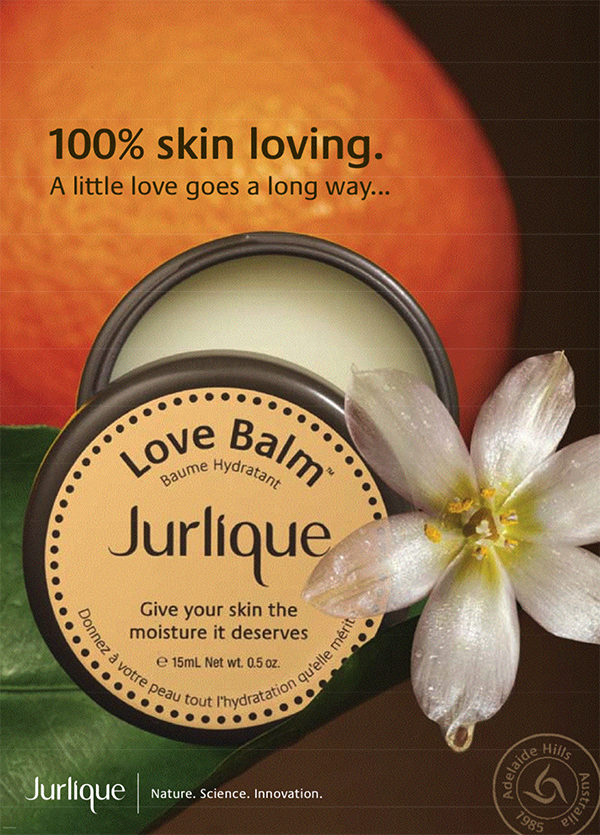 100% skin loving.
A little love goes a long way...
Love Balm™
Baume Hydratant
Jurlique
Give your skin the
moisture it deserves
℮ 15mL Net wt. 0.5 oz.
Donnez à votre peau tout l'hydratation qu'elle mérit
Jurlique
Nature. Science. Innovation.
Adelaide Hills
Australia
1985